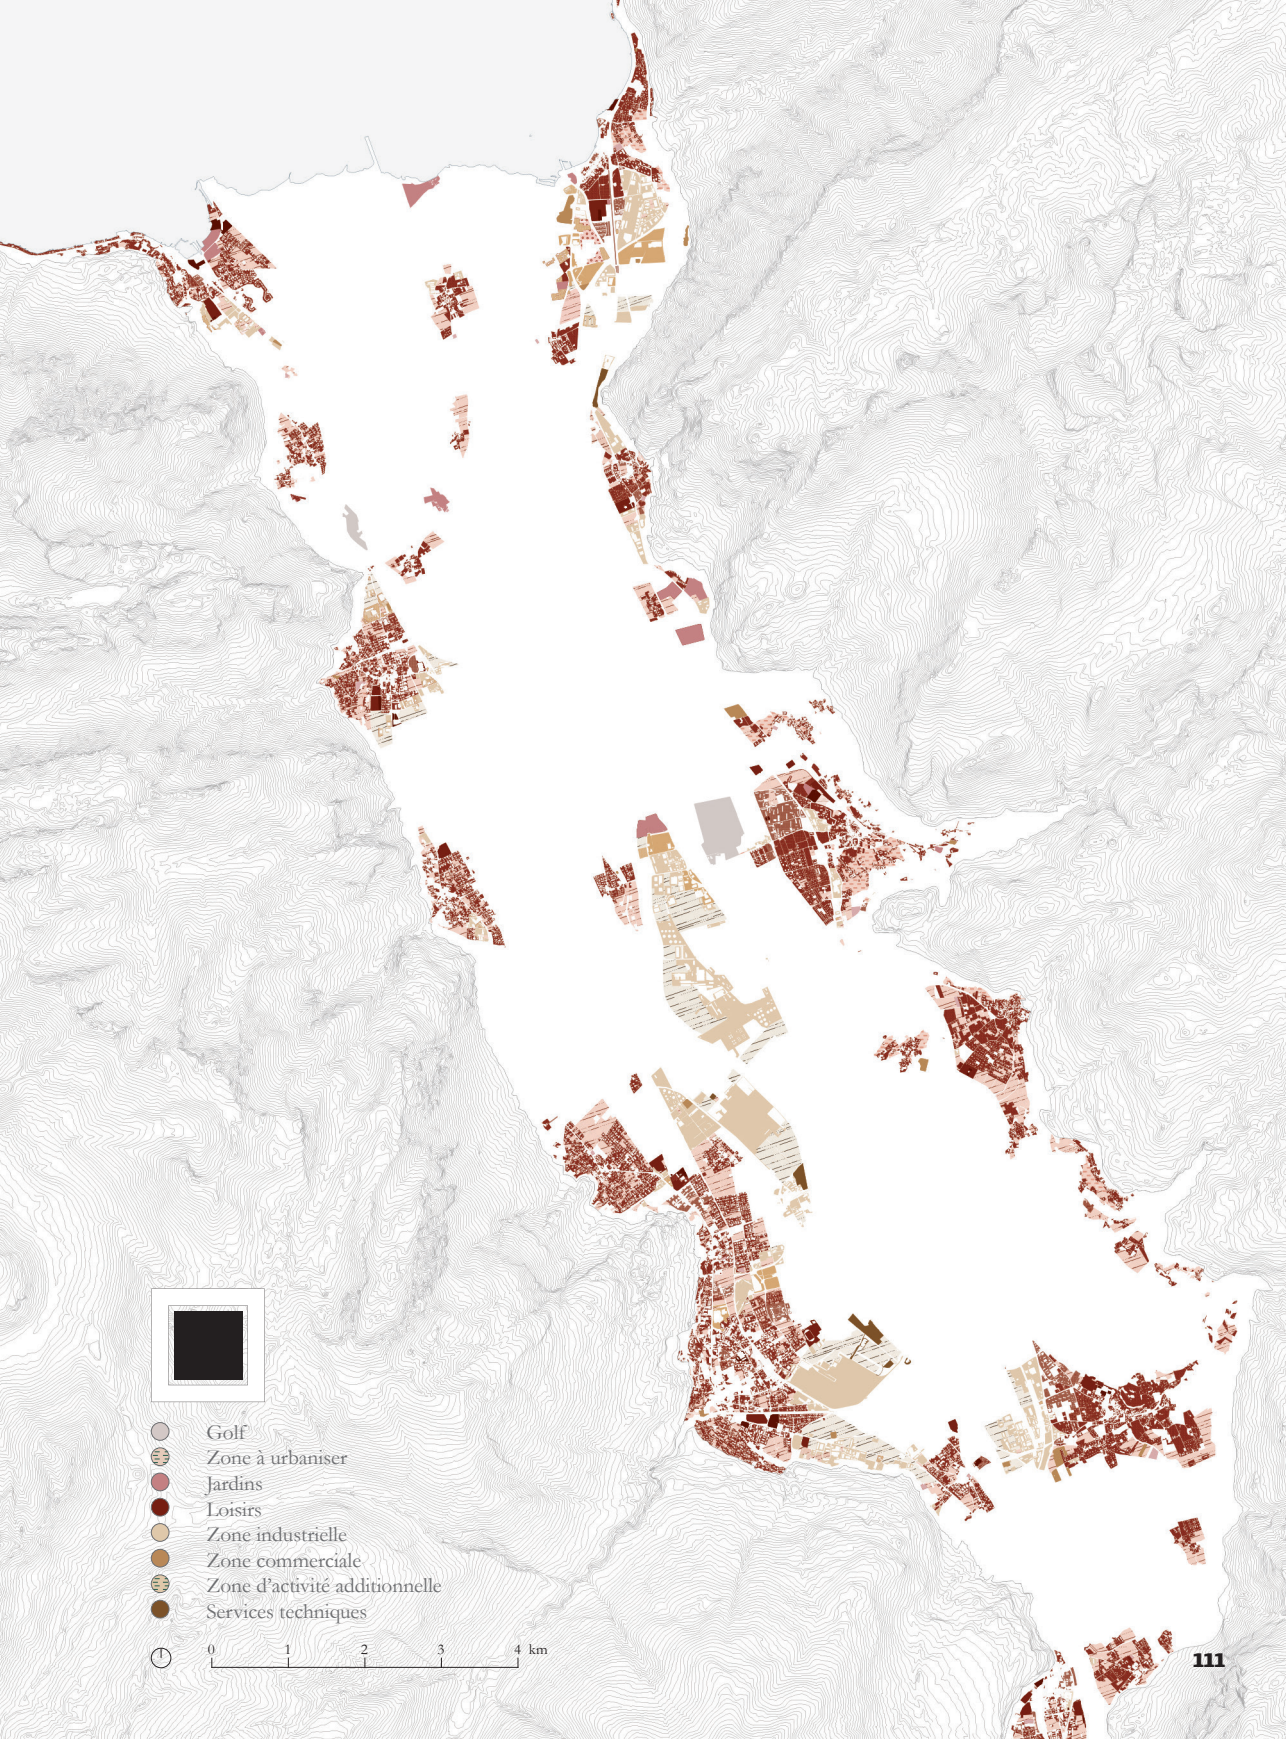 Golf
Zone à urbaniser
Jardins
Loisirs
Zone industrielle
Zone commerciale
Zone d’activité additionnelle
Services techniques
0 1 2 3 4 km
111